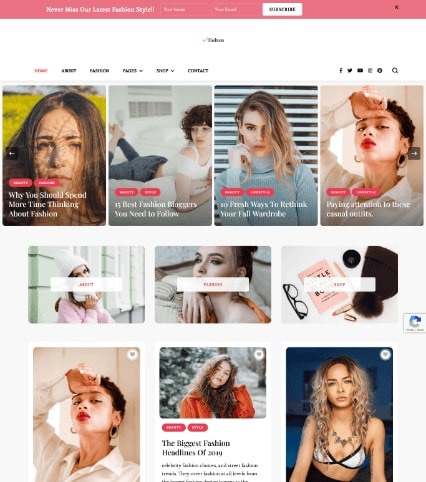 Never Miss Our Latest Fashion Style!!
Your Name
Your Email
SUBSCRIBE
HOME
ABOUT
FASHION
PAGES
SHOP
CONTACT
BEAUTY
FASHION
Why You Should Spend
More Time Thinking
About Fashion
BEAUTY
STYLE
15 Best Fashion Bloggers
You Need to Follow
BEAUTY
LIFESTYLE
10 Fresh Ways To Rethink
Your Fall Wardrobe
BEAUTY
LIFESTYLE
Paying attention to these
casual outfits.
ABOUT
FASHION
SHOP
STYLE
BOOK
BEAUTY
STYLE
The Biggest Fashion
Headlines Of 2019
celebrity fashion choices, and street fashion
trends. They cover fashion at all levels from